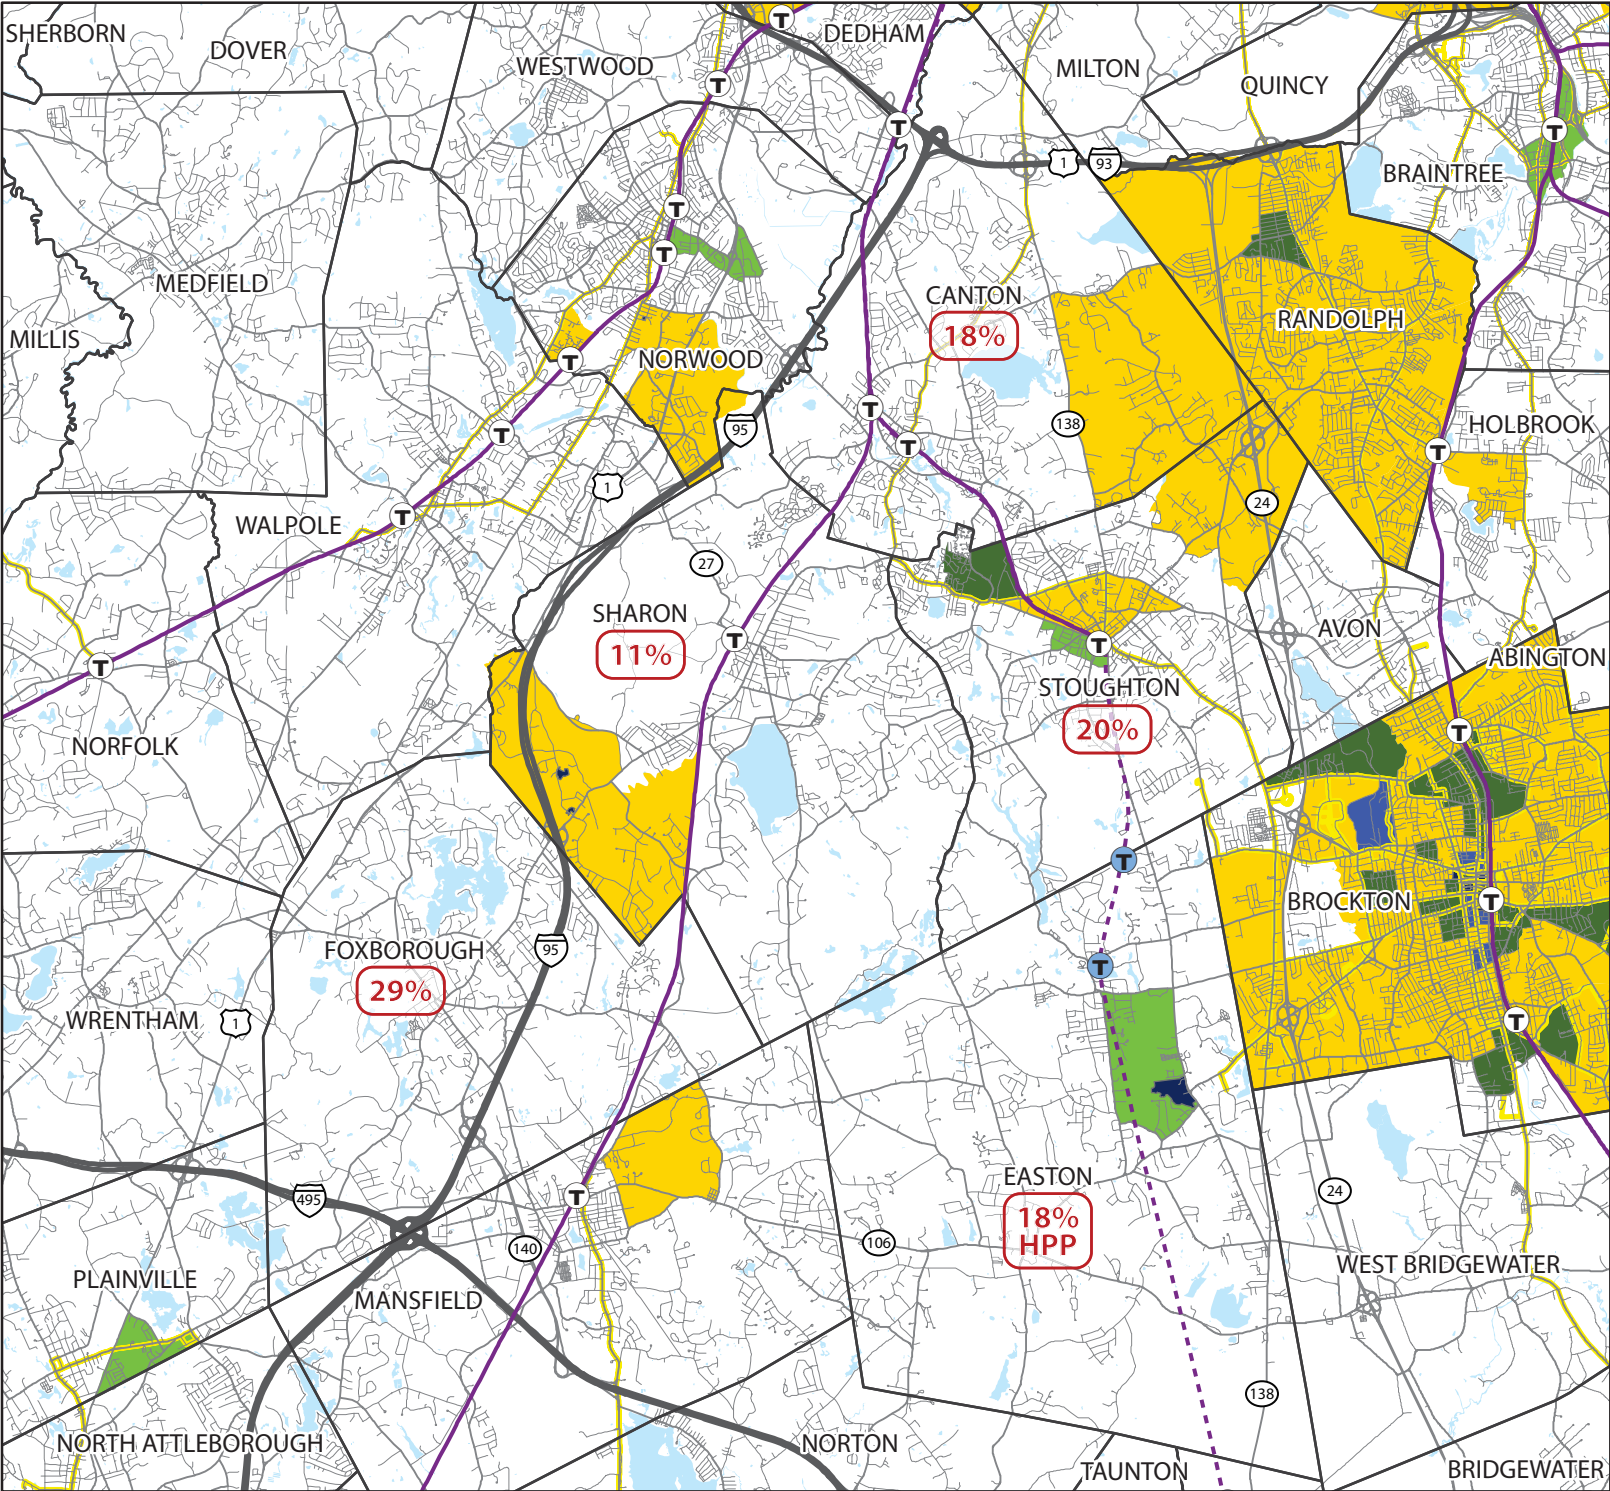 SHERBORN
DOVER
WESTWOOD
T
DEDHAM
MILTON
QUINCY
T
T
1
93
T
BRAINTREE
MEDFIELD
T
T
CANTON
18%
RANDOLPH
MILLIS
NORWOOD
T
T
138
95
HOLBROOK
T
T
T
1
24
WALPOLE
T
27
SHARON
11%
T
T
AVON
ABINGTON
T
STOUGHTON
20%
NORFOLK
T
T
BROCKTON
T
FOXBOROUGH
29%
95
T
WRENTHAM
1
T
EASTON
18%
HPP
24
495
T
140
106
WEST BRIDGEWATER
PLAINVILLE
MANSFIELD
138
NORTH ATTLEBOROUGH
NORTON
TAUNTON
BRIDGEWATER